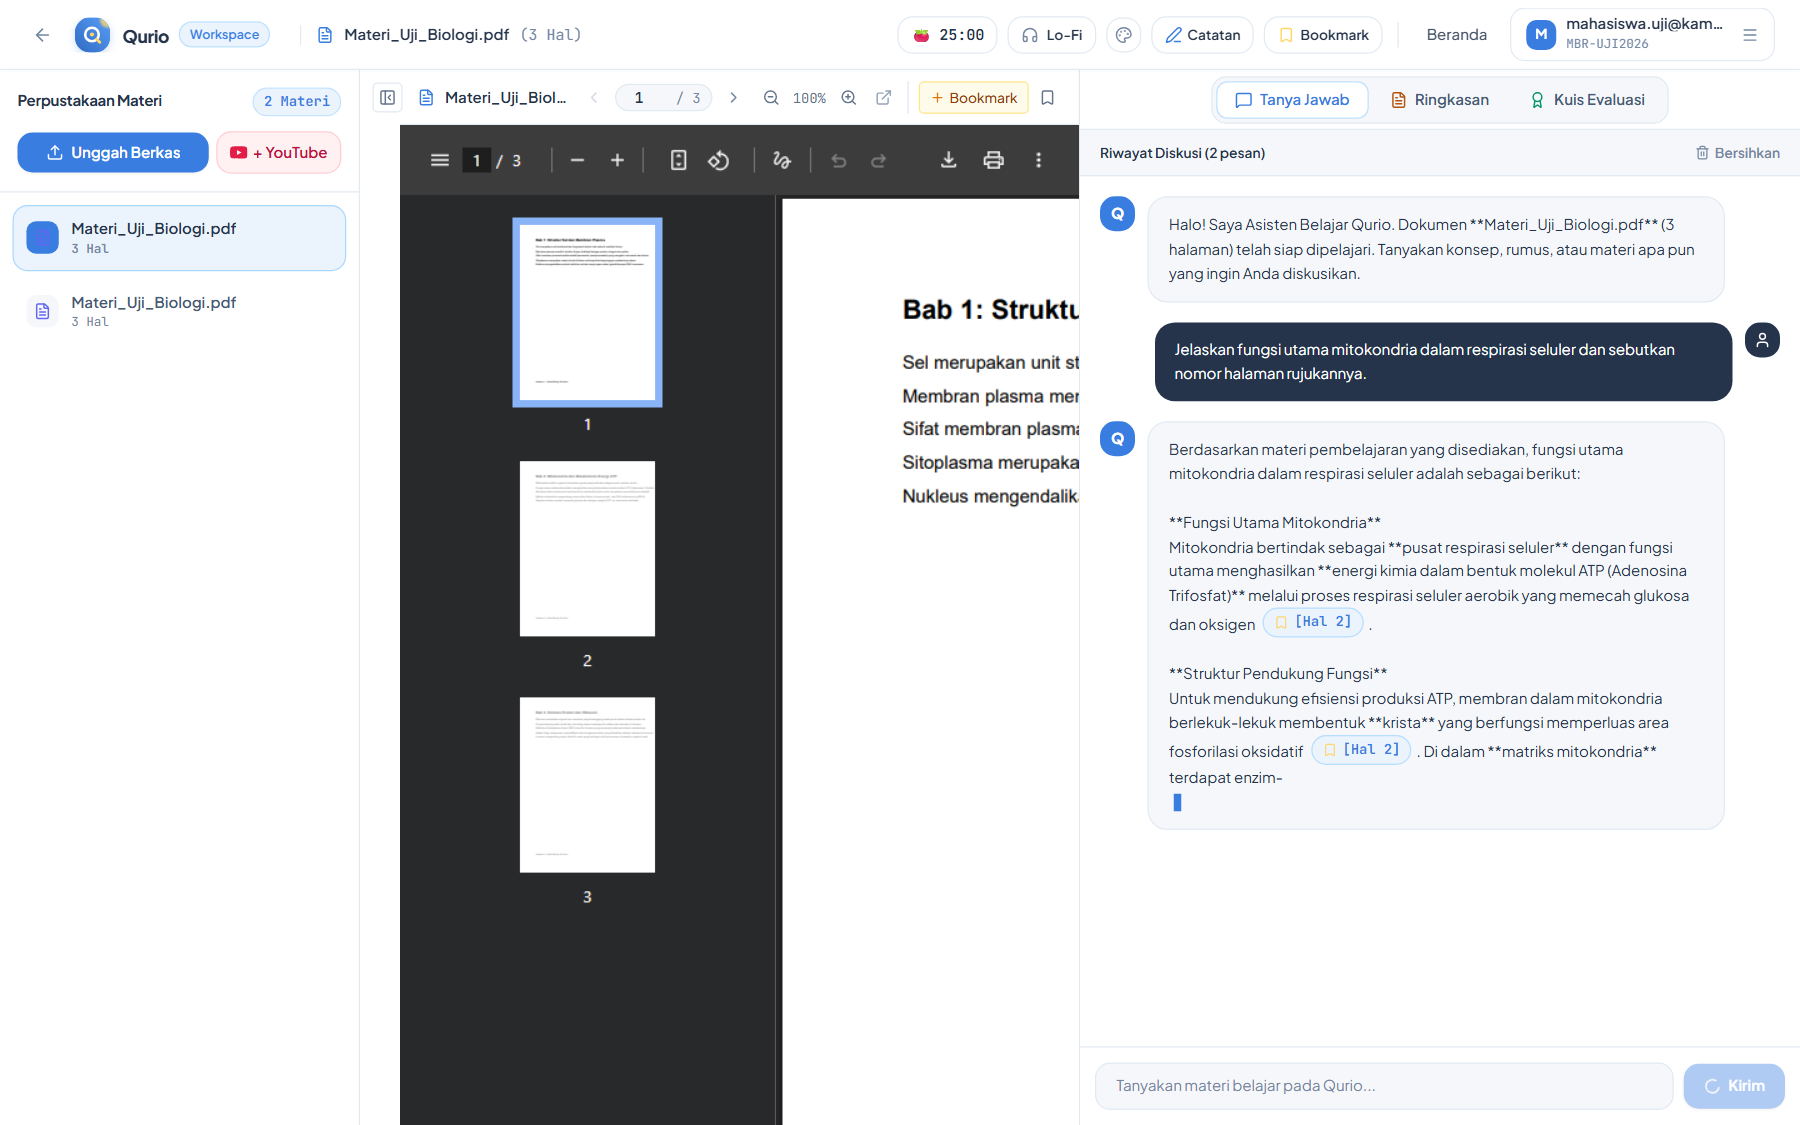 Qurio
Workspace
Materi_Uji_Biologi.pdf (3 Hal)
25:00
Lo-Fi
Catatan
Bookmark
Beranda
M
mahasiswa.uji@kam...
MBR-UJI2026
Perpustakaan Materi
2 Materi
Unggah Berkas
+ YouTube
Materi_Uji_Biologi.pdf
3 Hal
Materi_Uji_Biologi.pdf
3 Hal
Materi_Uji_Biol...
1 / 3
100%
+ Bookmark
1 / 3
1
2
3
Bab 1: Struktu
Sel merupakan unit st
Membran plasma mer
Sifat membran plasma
Sitoplasma merupaka
Nukleus mengendalika
Tanya Jawab
Ringkasan
Kuis Evaluasi
Riwayat Diskusi (2 pesan)
Bersihkan
Q
Halo! Saya Asisten Belajar Qurio. Dokumen **Materi_Uji_Biologi.pdf** (3
halaman) telah siap dipelajari. Tanyakan konsep, rumus, atau materi apa pun
yang ingin Anda diskusikan.
Jelaskan fungsi utama mitokondria dalam respirasi seluler dan sebutkan
nomor halaman rujukannya.
Q
Berdasarkan materi pembelajaran yang disediakan, fungsi utama
mitokondria dalam respirasi seluler adalah sebagai berikut:
**Fungsi Utama Mitokondria**
Mitokondria bertindak sebagai **pusat respirasi seluler** dengan fungsi
utama menghasilkan **energi kimia dalam bentuk molekul ATP (Adenosina
Trifosfat)** melalui proses respirasi seluler aerobik yang memecah glukosa
dan oksigen [Hal 2] .
**Struktur Pendukung Fungsi**
Untuk mendukung efisiensi produksi ATP, membran dalam mitokondria
berlekuk-lekuk membentuk **krista** yang berfungsi memperluas area
fosforilasi oksidatif [Hal 2] . Di dalam **matriks mitokondria**
terdapat enzim-
Tanyakan materi belajar pada Qurio...
Kirim